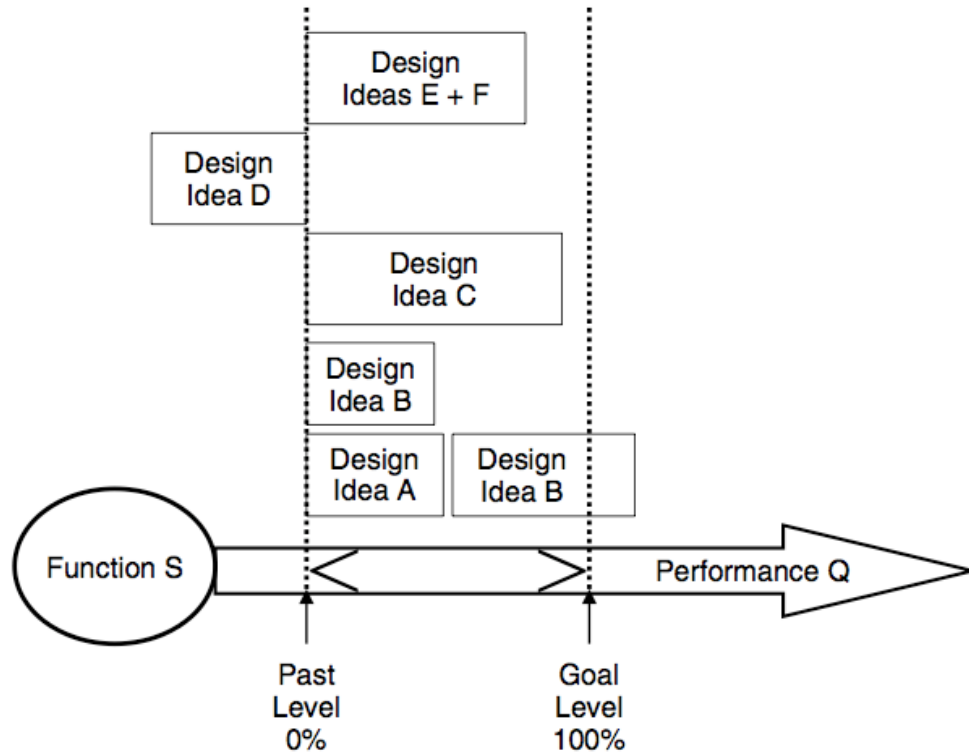 Design
Ideas E + F
Design
Idea D
Design
Idea C
Design
Idea B
Design
Idea A
Design
Idea B
Function S
Performance Q
Past
Level
0%
Goal
Level
100%